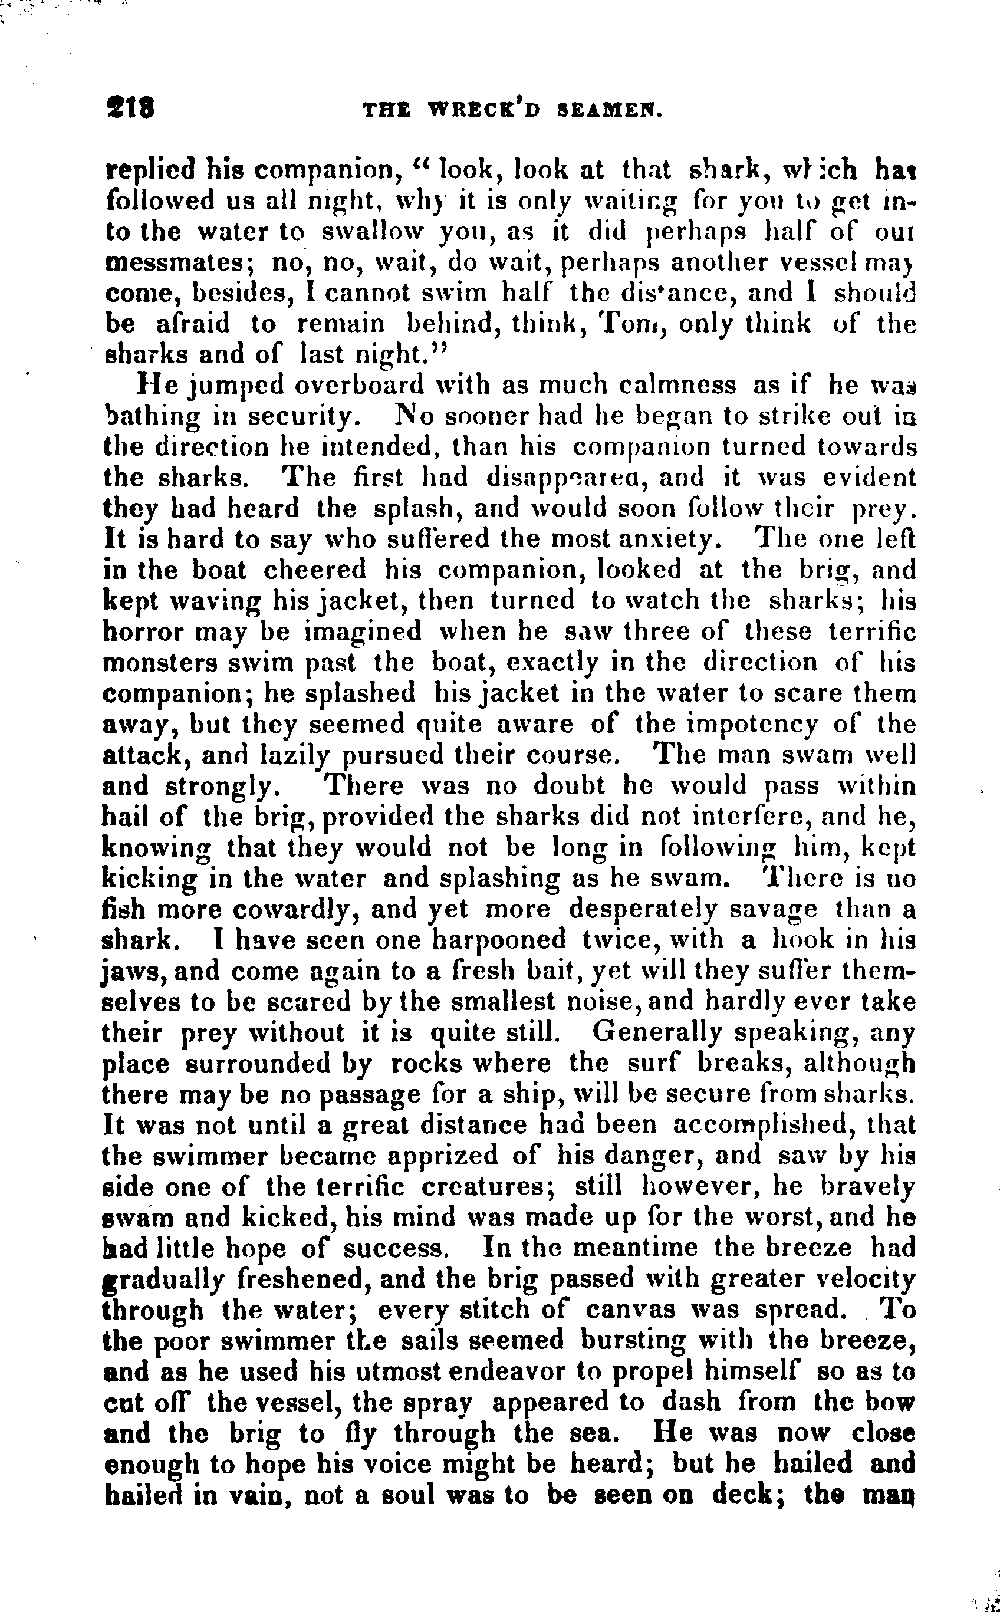 218 THE WRECK'D SEAMEN.
replied his companion, “ look, look at that shark, which has
followed us all night, why it is only waiting for you to get in-
to the water to swallow you, as it did perhaps half of our
messmates; no, no, wait, do wait, perhaps another vessel may
come, besides, I cannot swim half the distance, and I should
be afraid to remain behind, think, Tom, only think of the
sharks and of last night.”
He jumped overboard with as much calmness as if he was
bathing in security. No sooner had he began to strike out in
the direction he intended, than his companion turned towards
the sharks. The first had disappeared, and it was evident
they had heard the splash, and would soon follow their prey.
It is hard to say who suffered the most anxiety. The one left
in the boat cheered his companion, looked at the brig, and
kept waving his jacket, then turned to watch the sharks; his
horror may be imagined when he saw three of these terrific
monsters swim past the boat, exactly in the direction of his
companion; he splashed his jacket in the water to scare them
away, but they seemed quite aware of the impotency of the
attack, and lazily pursued their course. The man swam well
and strongly. There was no doubt he would pass within
hail of the brig, provided the sharks did not interfere, and he,
knowing that they would not be long in following him, kept
kicking in the water and splashing as he swam. There is no
fish more cowardly, and yet more desperately savage than a
shark. I have seen one harpooned twice, with a hook in his
jaws, and come again to a fresh bait, yet will they suffer them-
selves to be scared by the smallest noise, and hardly ever take
their prey without it is quite still. Generally speaking, any
place surrounded by rocks where the surf breaks, although
there may be no passage for a ship, will be secure from sharks.
It was not until a great distance had been accomplished, that
the swimmer became apprized of his danger, and saw by his
side one of the terrific creatures; still however, he bravely
swam and kicked, his mind was made up for the worst, and he
had little hope of success. In the meantime the breeze had
gradually freshened, and the brig passed with greater velocity
through the water; every stitch of canvas was spread. To
the poor swimmer the sails seemed bursting with the breeze,
and as he used his utmost endeavor to propel himself so as to
cut off the vessel, the spray appeared to dash from the bow
and the brig to fly through the sea. He was now close
enough to hope his voice might be heard; but he hailed and
hailed in vain, not a soul was to be seen on deck; the man